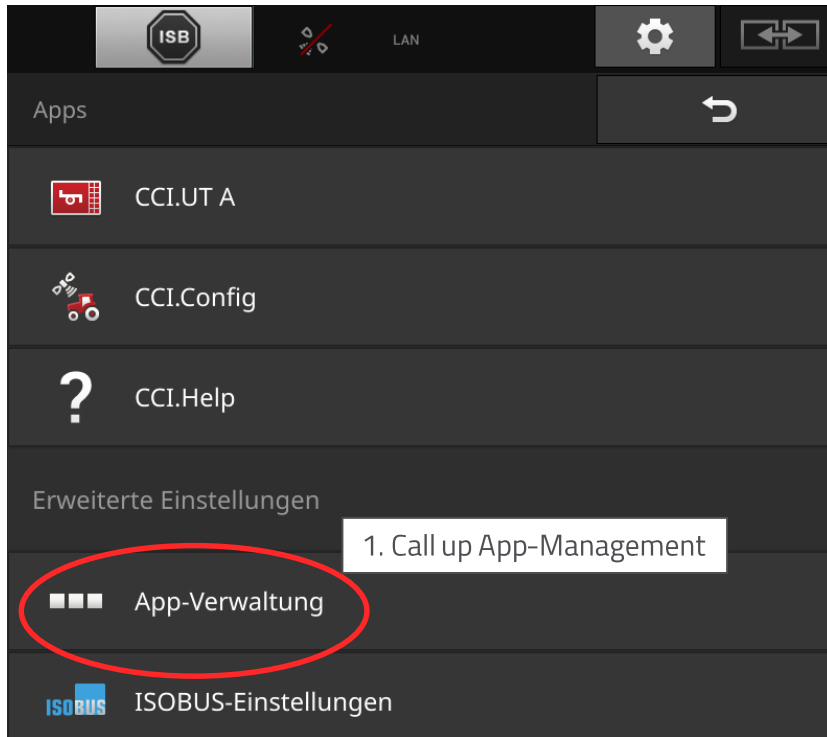 ISB
LAN
Apps
CCI.UT A
CCI.Config
? CCI.Help
Erweiterte Einstellungen
1. Call up App-Management
App-Verwaltung
ISOBUS ISOBUS-Einstellungen